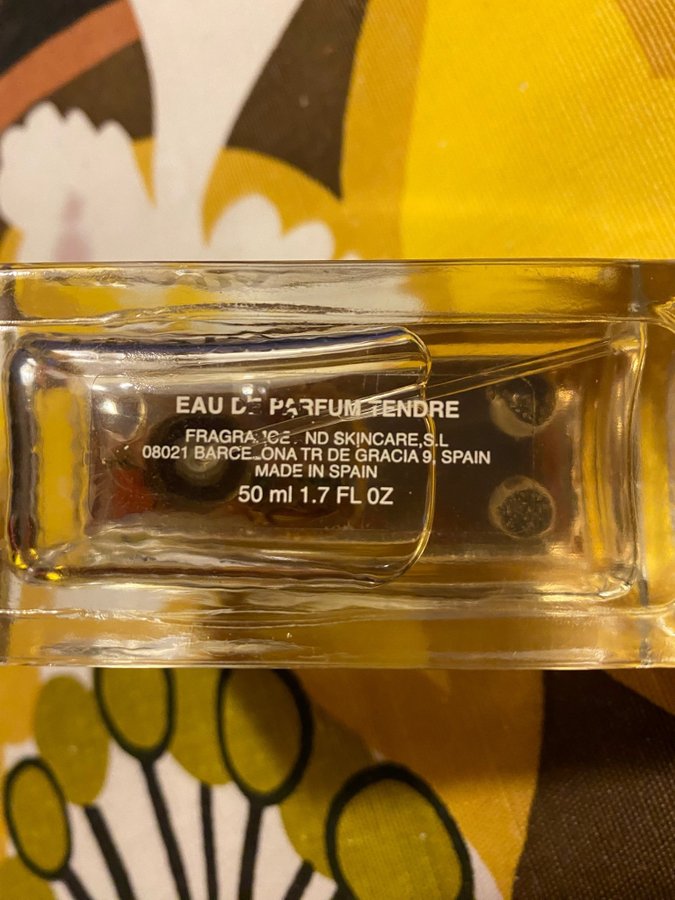 EAU DE PARFUM TENDRE
FRAGRANCE AND SKINCARE,S.L
08021 BARCELONA TR DE GRACIA 9, SPAIN
MADE IN SPAIN
50 ml 1.7 FL 0Z